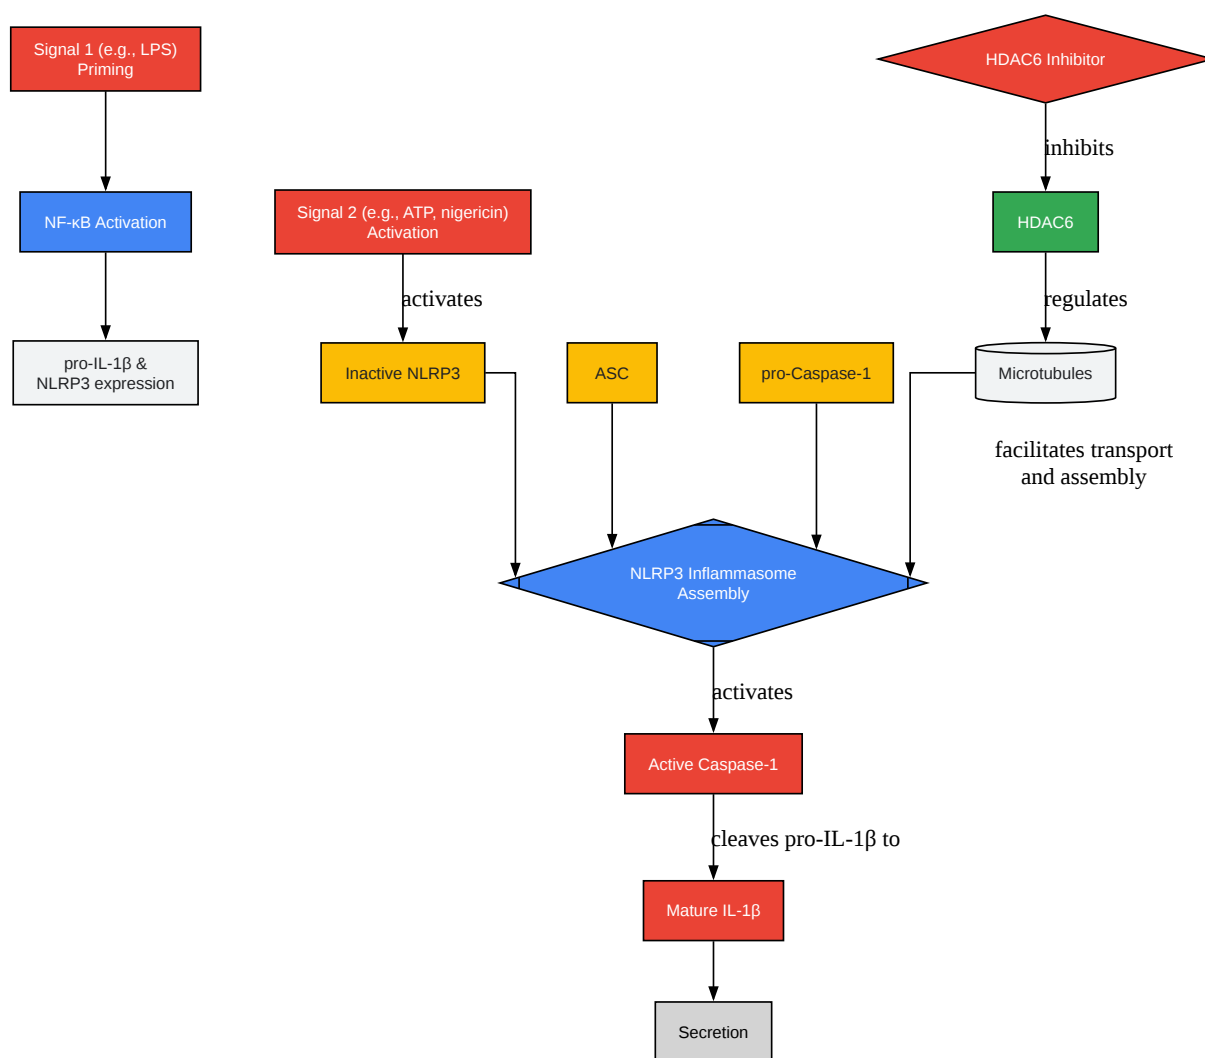 Signal 1 (e.g., LPS)
Priming
HDAC6 Inhibitor
inhibits
NF-κB Activation
Signal 2 (e.g., ATP, nigericin)
Activation
HDAC6
activates
regulates
pro-IL-1β &
NLRP3 expression
Inactive NLRP3
ASC
pro-Caspase-1
Microtubules
facilitates transport
and assembly
NLRP3 Inflammasome
Assembly
activates
Active Caspase-1
cleaves pro-IL-1β to
Mature IL-1β
Secretion